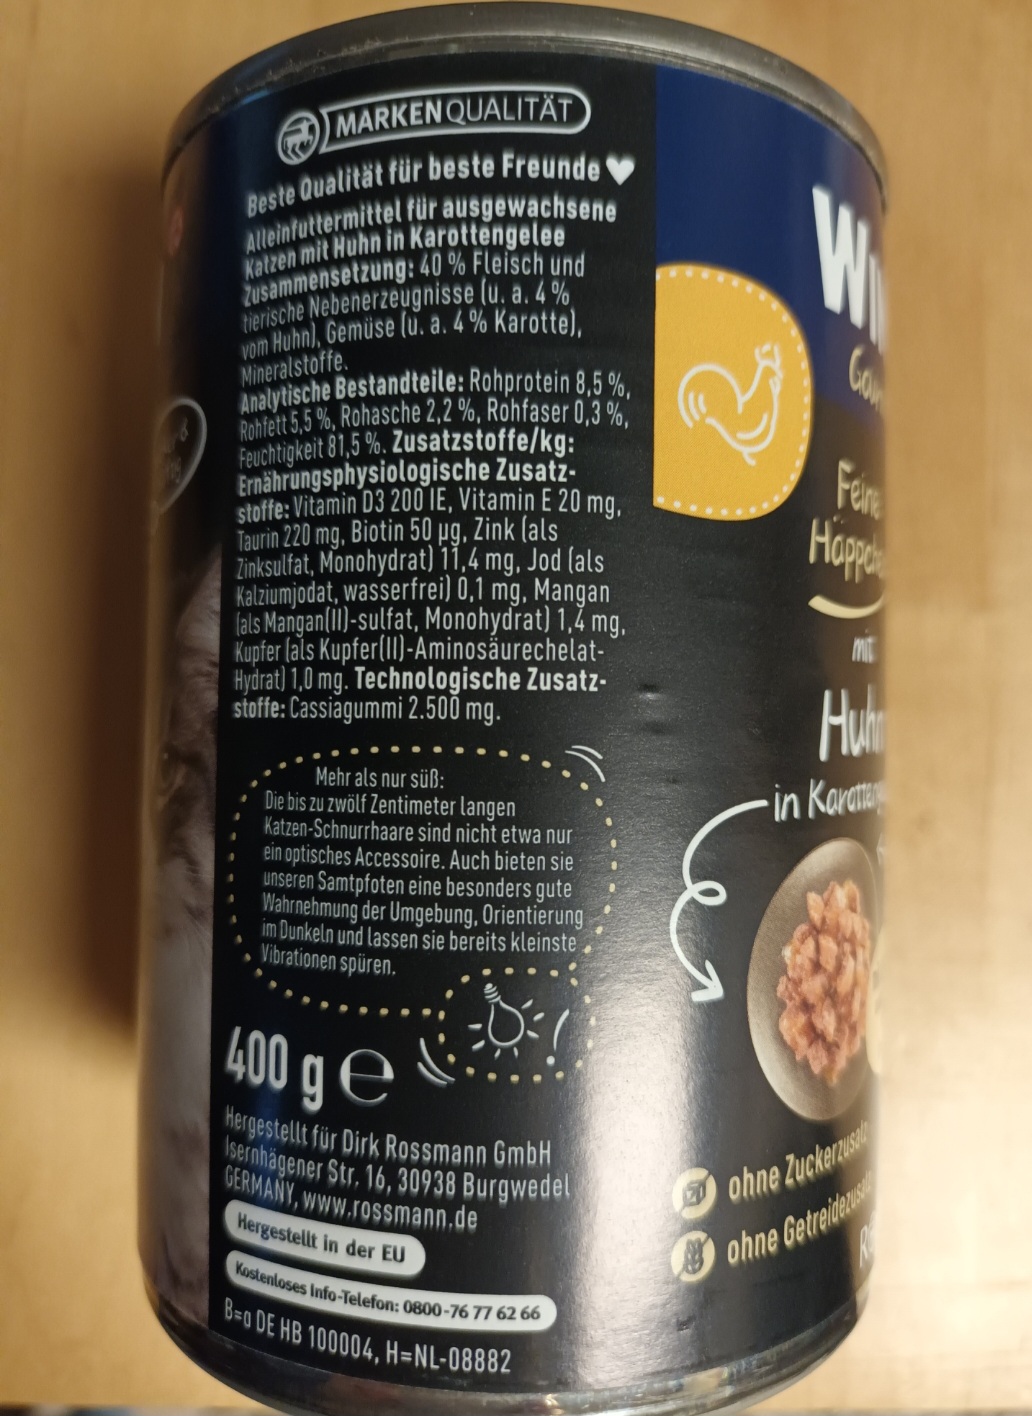 MARKENQUALITÄT
Beste Qualität für beste Freunde ♥
Alleinfuttermittel für ausgewachsene
Katzen mit Huhn in Karottengelee
Zusammensetzung: 40 % Fleisch und
tierische Nebenerzeugnisse (u. a. 4 %
vom Huhn), Gemüse (u. a. 4 % Karotte),
Mineralstoffe.
Analytische Bestandteile: Rohprotein 8,5 %,
Rohfett 5,5 %, Rohasche 2,2 %, Rohfaser 0,3 %,
Feuchtigkeit 81,5 %. Zusatzstoffe/kg:
Ernährungsphysiologische Zusatz-
stoffe: Vitamin D3 200 IE, Vitamin E 20 mg,
Taurin 220 mg, Biotin 50 µg, Zink (als
Zinksulfat, Monohydrat) 11,4 mg, Jod (als
Kalziumjodat, wasserfrei) 0,1 mg, Mangan
(als Mangan(II)-sulfat, Monohydrat) 1,4 mg,
Kupfer (als Kupfer(II)-Aminosäurechelat-
Hydrat) 1,0 mg. Technologische Zusatz-
stoffe: Cassiagummi 2.500 mg.
Mehr als nur süß:
Die bis zu zwölf Zentimeter langen
Katzen-Schnurrhaare sind nicht etwa nur
ein optisches Accessoire. Auch bieten sie
unseren Samtpfoten eine besonders gute
Wahrnehmung der Umgebung, Orientierung
im Dunkeln und lassen sie bereits kleinste
Vibrationen spüren.
400 g e
Hergestellt für Dirk Rossmann GmbH
Isernhägener Str. 16, 30938 Burgwedel
GERMANY, www.rossmann.de
Hergestellt in der EU
Kostenloses Info-Telefon: 0800-76 77 62 66
B=α DE HB 100004, H=NL-08882
Feine
mit
Huhn
in
ohne Zuckerzusatz
ohne Getreidezusatz